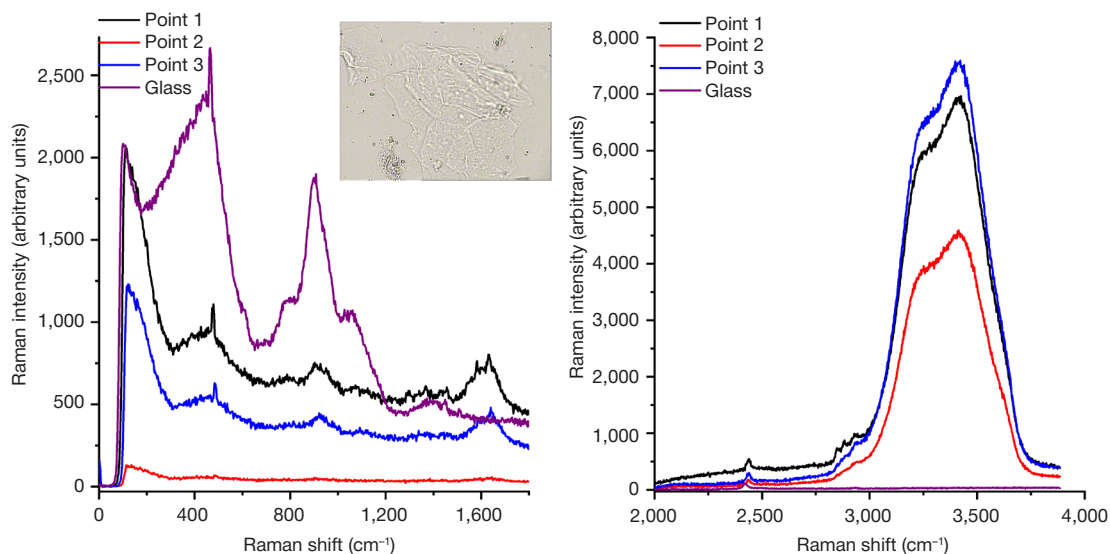 Point 1
Point 2
Point 3
Glass
Raman intensity (arbitrary units)
2,500
2,000
1,500
1,000
500
0
0 400 800 1,200 1,600
Raman shift (cm⁻¹)
Point 1
Point 2
Point 3
Glass
Raman intensity (arbitrary units)
8,000
7,000
6,000
5,000
4,000
3,000
2,000
1,000
0
2,000 2,500 3,000 3,500 4,000
Raman shift (cm⁻¹)